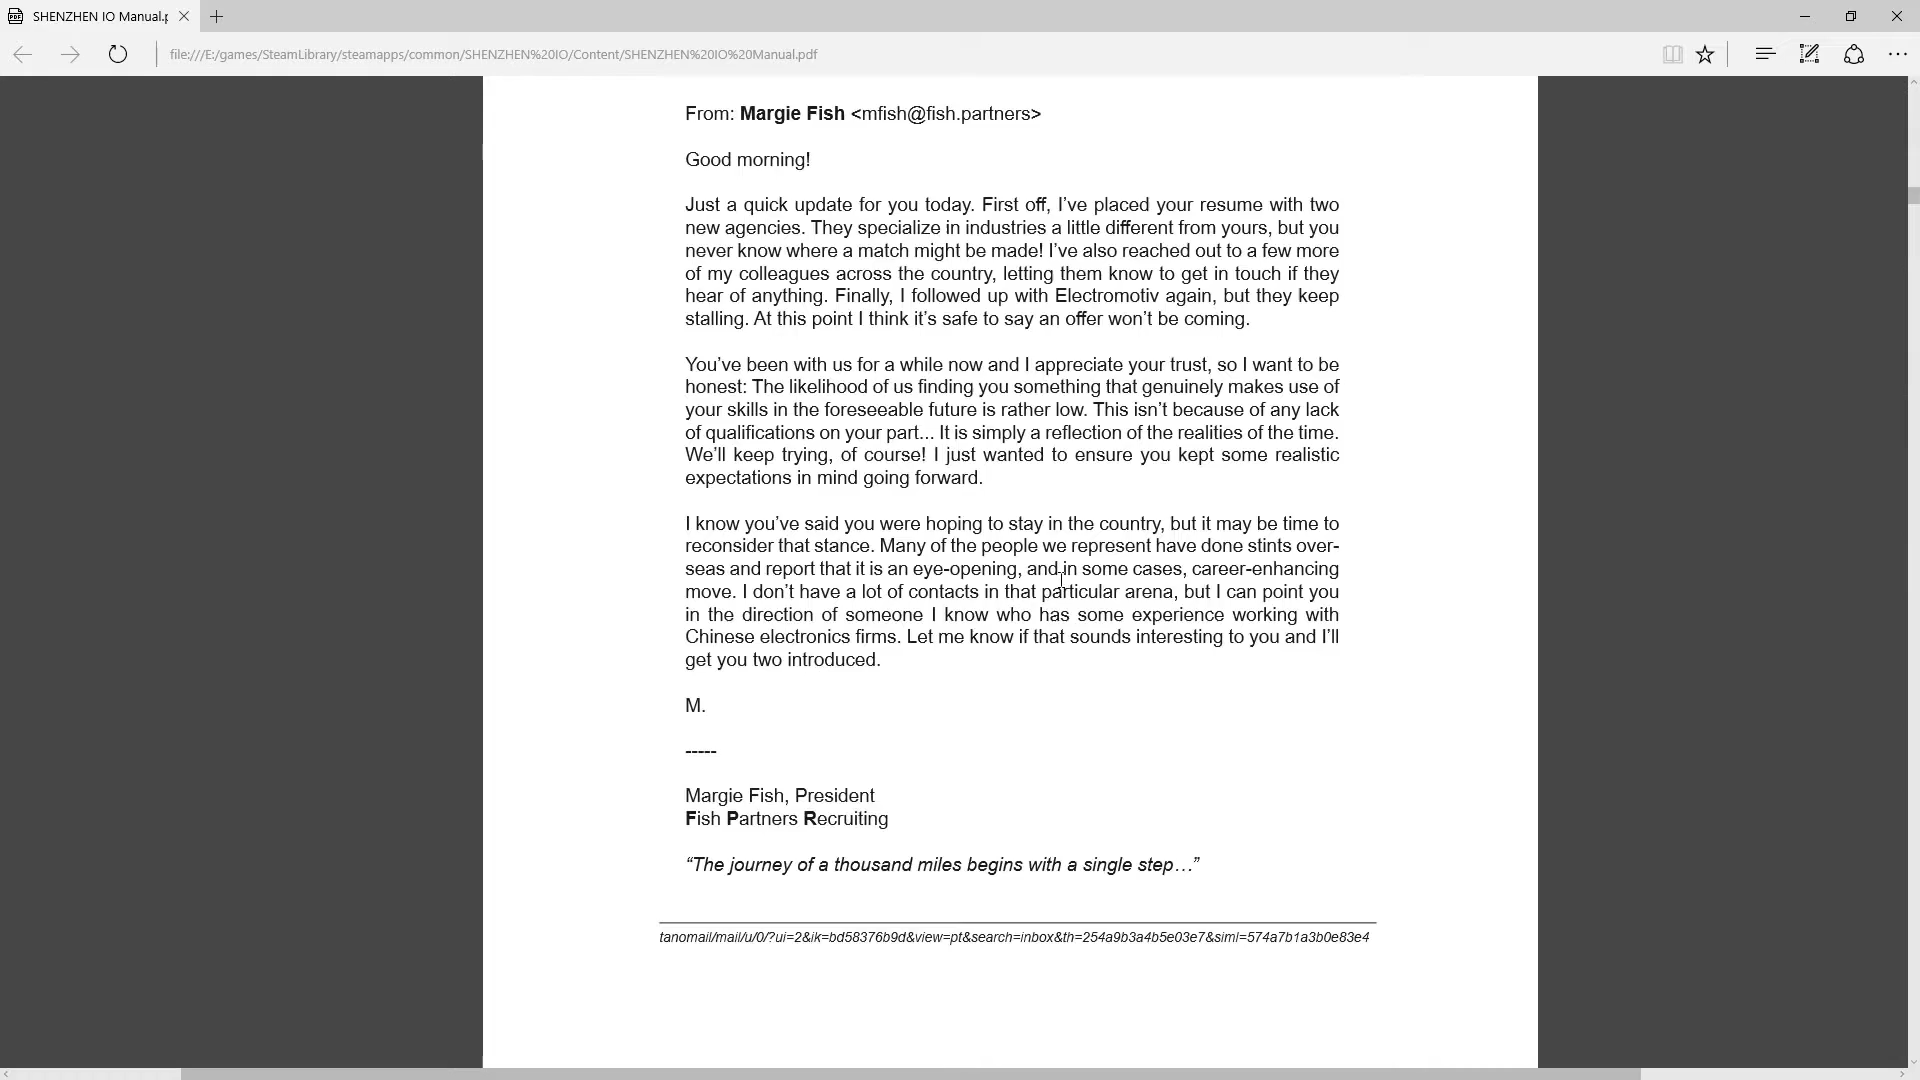 SHENZHEN IO Manual.p
file:///E:/games/SteamLibrary/steamapps/common/SHENZHEN%20IO/Content/SHENZHEN%20IO%20Manual.pdf
From: Margie Fish <mfish@fish.partners>
Good morning!
Just a quick update for you today. First off, I’ve placed your resume with two
new agencies. They specialize in industries a little different from yours, but you
never know where a match might be made! I’ve also reached out to a few more
of my colleagues across the country, letting them know to get in touch if they
hear of anything. Finally, I followed up with Electromotiv again, but they keep
stalling. At this point I think it’s safe to say an offer won’t be coming.
You’ve been with us for a while now and I appreciate your trust, so I want to be
honest: The likelihood of us finding you something that genuinely makes use of
your skills in the foreseeable future is rather low. This isn’t because of any lack
of qualifications on your part... It is simply a reflection of the realities of the time.
We’ll keep trying, of course! I just wanted to ensure you kept some realistic
expectations in mind going forward.
I know you’ve said you were hoping to stay in the country, but it may be time to
reconsider that stance. Many of the people we represent have done stints over-
seas and report that it is an eye-opening, and in some cases, career-enhancing
move. I don’t have a lot of contacts in that particular arena, but I can point you
in the direction of someone I know who has some experience working with
Chinese electronics firms. Let me know if that sounds interesting to you and I’ll
get you two introduced.
M.
-----
Margie Fish, President
Fish Partners Recruiting
“The journey of a thousand miles begins with a single step…”
tanomail/mail/u/0/?ui=2&ik=bd58376b9d&view=pt&search=inbox&th=254a9b3a4b5e03e7&siml=574a7b1a3b0e83e4